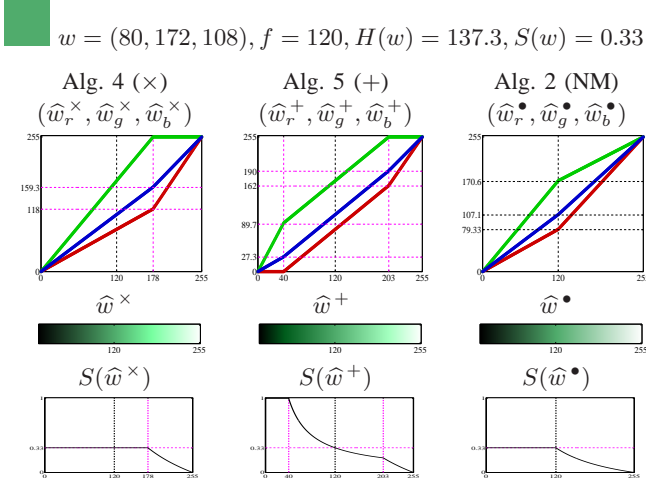 w = (80, 172, 108), f = 120, H(w) = 137.3, S(w) = 0.33
Alg. 4 (×) Alg. 5 (+) Alg. 2 (NM)
(ŵ_r^×, ŵ_g^×, ŵ_b^×) (ŵ_r^+, ŵ_g^+, ŵ_b^+) (ŵ_r^•, ŵ_g^•, ŵ_b^•)
255 159.3 118 0 0 120 178 255
255 190 162 89.7 27.3 0 0 40 120 203 255
255 170.6 107.1 79.33 0 0 120 25
ŵ^× ŵ^+ ŵ^•
120 255 120 255 120 255
S(ŵ^×) S(ŵ^+) S(ŵ^•)
1 0.33 0 0 120 178 255
1 0.33 0 0 40 120 203 255
1 0.33 0 0 120 255